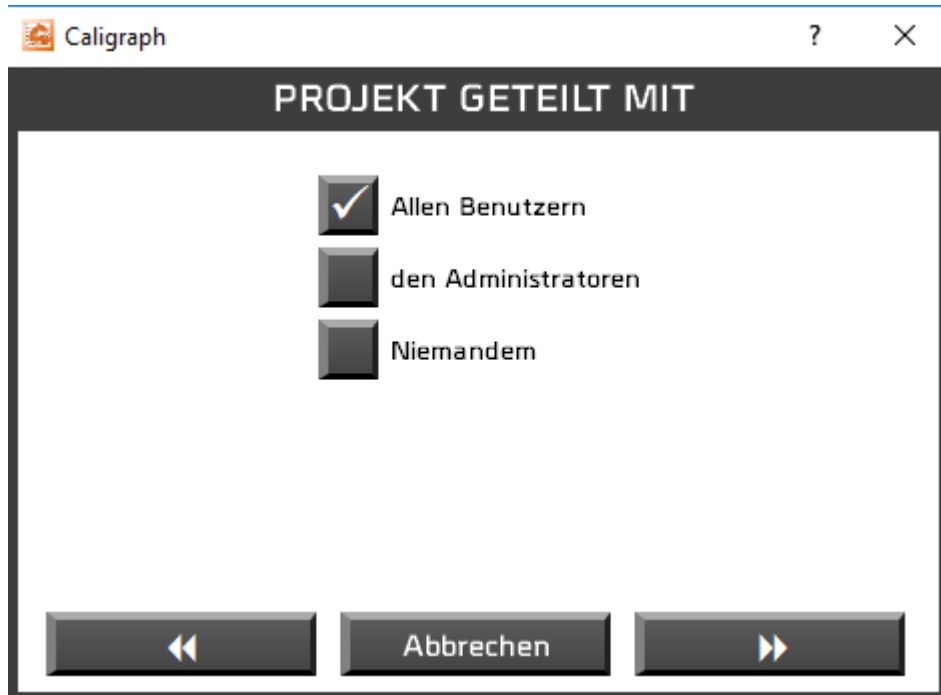 Caligraph
PROJEKT GETEILT MIT
Allen Benutzern
den Administratoren
Niemandem
Abbrechen